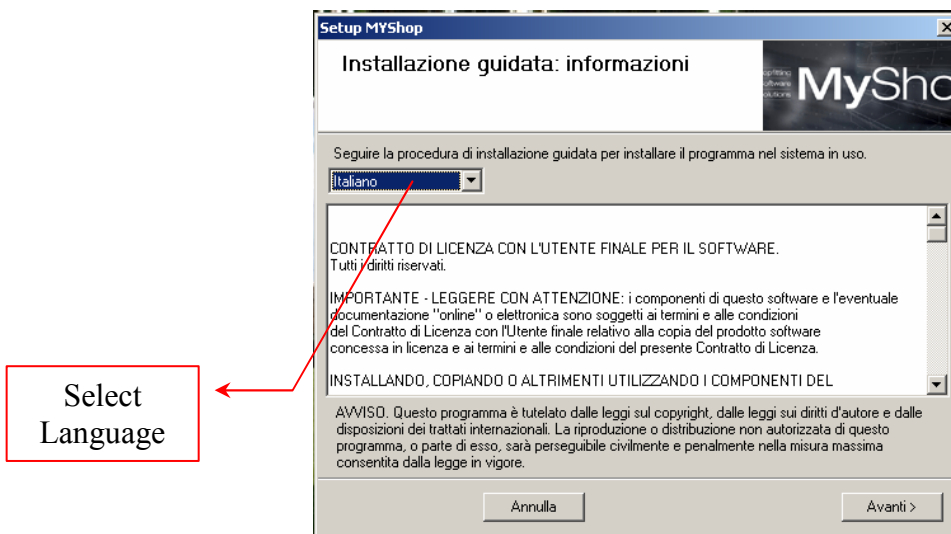 Setup MYShop
Installazione guidata: informazioni
MySho
Seguire la procedura di installazione guidata per installare il programma nel sistema in uso.
Italiano
CONTRATTO DI LICENZA CON L'UTENTE FINALE PER IL SOFTWARE.
Tutti i diritti riservati.
IMPORTANTE - LEGGERE CON ATTENZIONE: i componenti di questo software e l'eventuale
documentazione "online" o elettronica sono soggetti ai termini e alle condizioni
del Contratto di Licenza con l'Utente finale relativo alla copia del prodotto software
concessa in licenza e ai termini e alle condizioni del presente Contratto di Licenza.
INSTALLANDO, COPIANDO O ALTRIMENTI UTILIZZANDO I COMPONENTI DEL
Select
Language
AVVISO. Questo programma è tutelato dalle leggi sul copyright, dalle leggi sui diritti d'autore e dalle
disposizioni dei trattati internazionali. La riproduzione o distribuzione non autorizzata di questo
programma, o parte di esso, sarà perseguibile civilmente e penalmente nella misura massima
consentita dalla legge in vigore.
Annulla
Avanti >